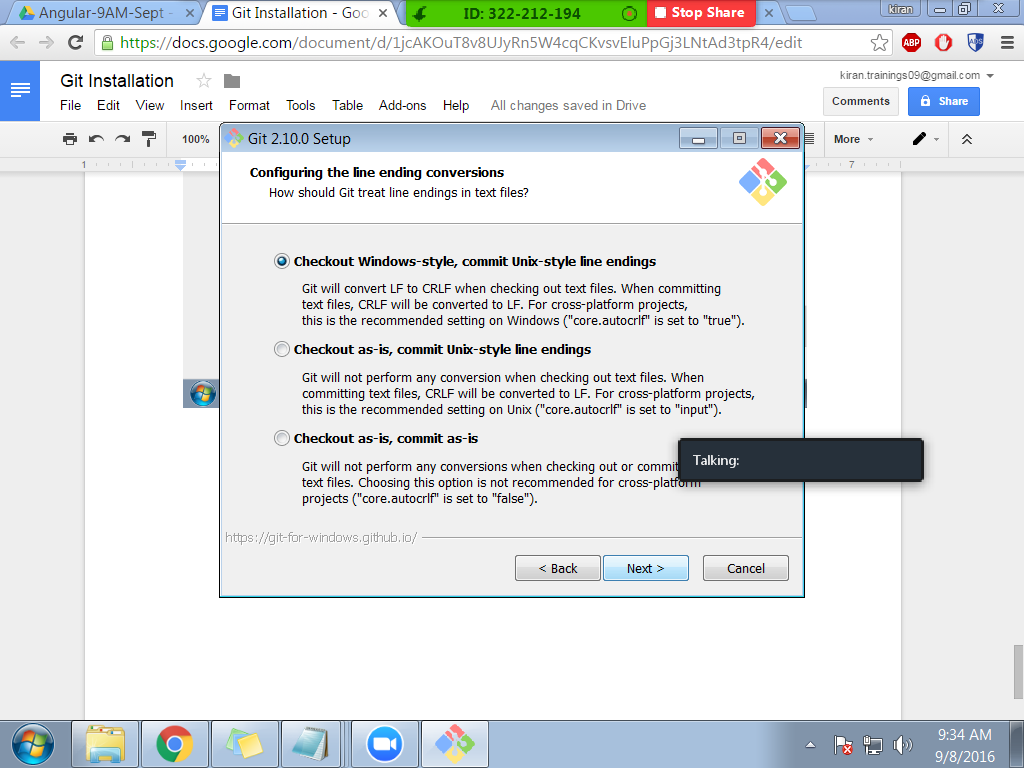 Angular-9AM-Sept -
Git Installation - Goo
ID: 322-212-194
Stop Share
kiran
https://docs.google.com/document/d/1jcAKOuT8v8UJyRn5W4cqCKvsvEluPpGj3LNtAd3tpR4/edit
ABP
ADS
Git Installation
kiran.trainings09@gmail.com
File Edit View Insert Format Tools Table Add-ons Help All changes saved in Drive
Comments
Share
100%
More
1
7
Git 2.10.0 Setup
Configuring the line ending conversions
How should Git treat line endings in text files?
Checkout Windows-style, commit Unix-style line endings
Git will convert LF to CRLF when checking out text files. When committing
text files, CRLF will be converted to LF. For cross-platform projects,
this is the recommended setting on Windows ("core.autocrlf" is set to "true").
Checkout as-is, commit Unix-style line endings
Git will not perform any conversion when checking out text files. When
committing text files, CRLF will be converted to LF. For cross-platform projects,
this is the recommended setting on Unix ("core.autocrlf" is set to "input").
Checkout as-is, commit as-is
Git will not perform any conversions when checking out or commit
text files. Choosing this option is not recommended for cross-platform
projects ("core.autocrlf" is set to "false").
Talking:
https://git-for-windows.github.io/
< Back
Next >
Cancel
9:34 AM
9/8/2016